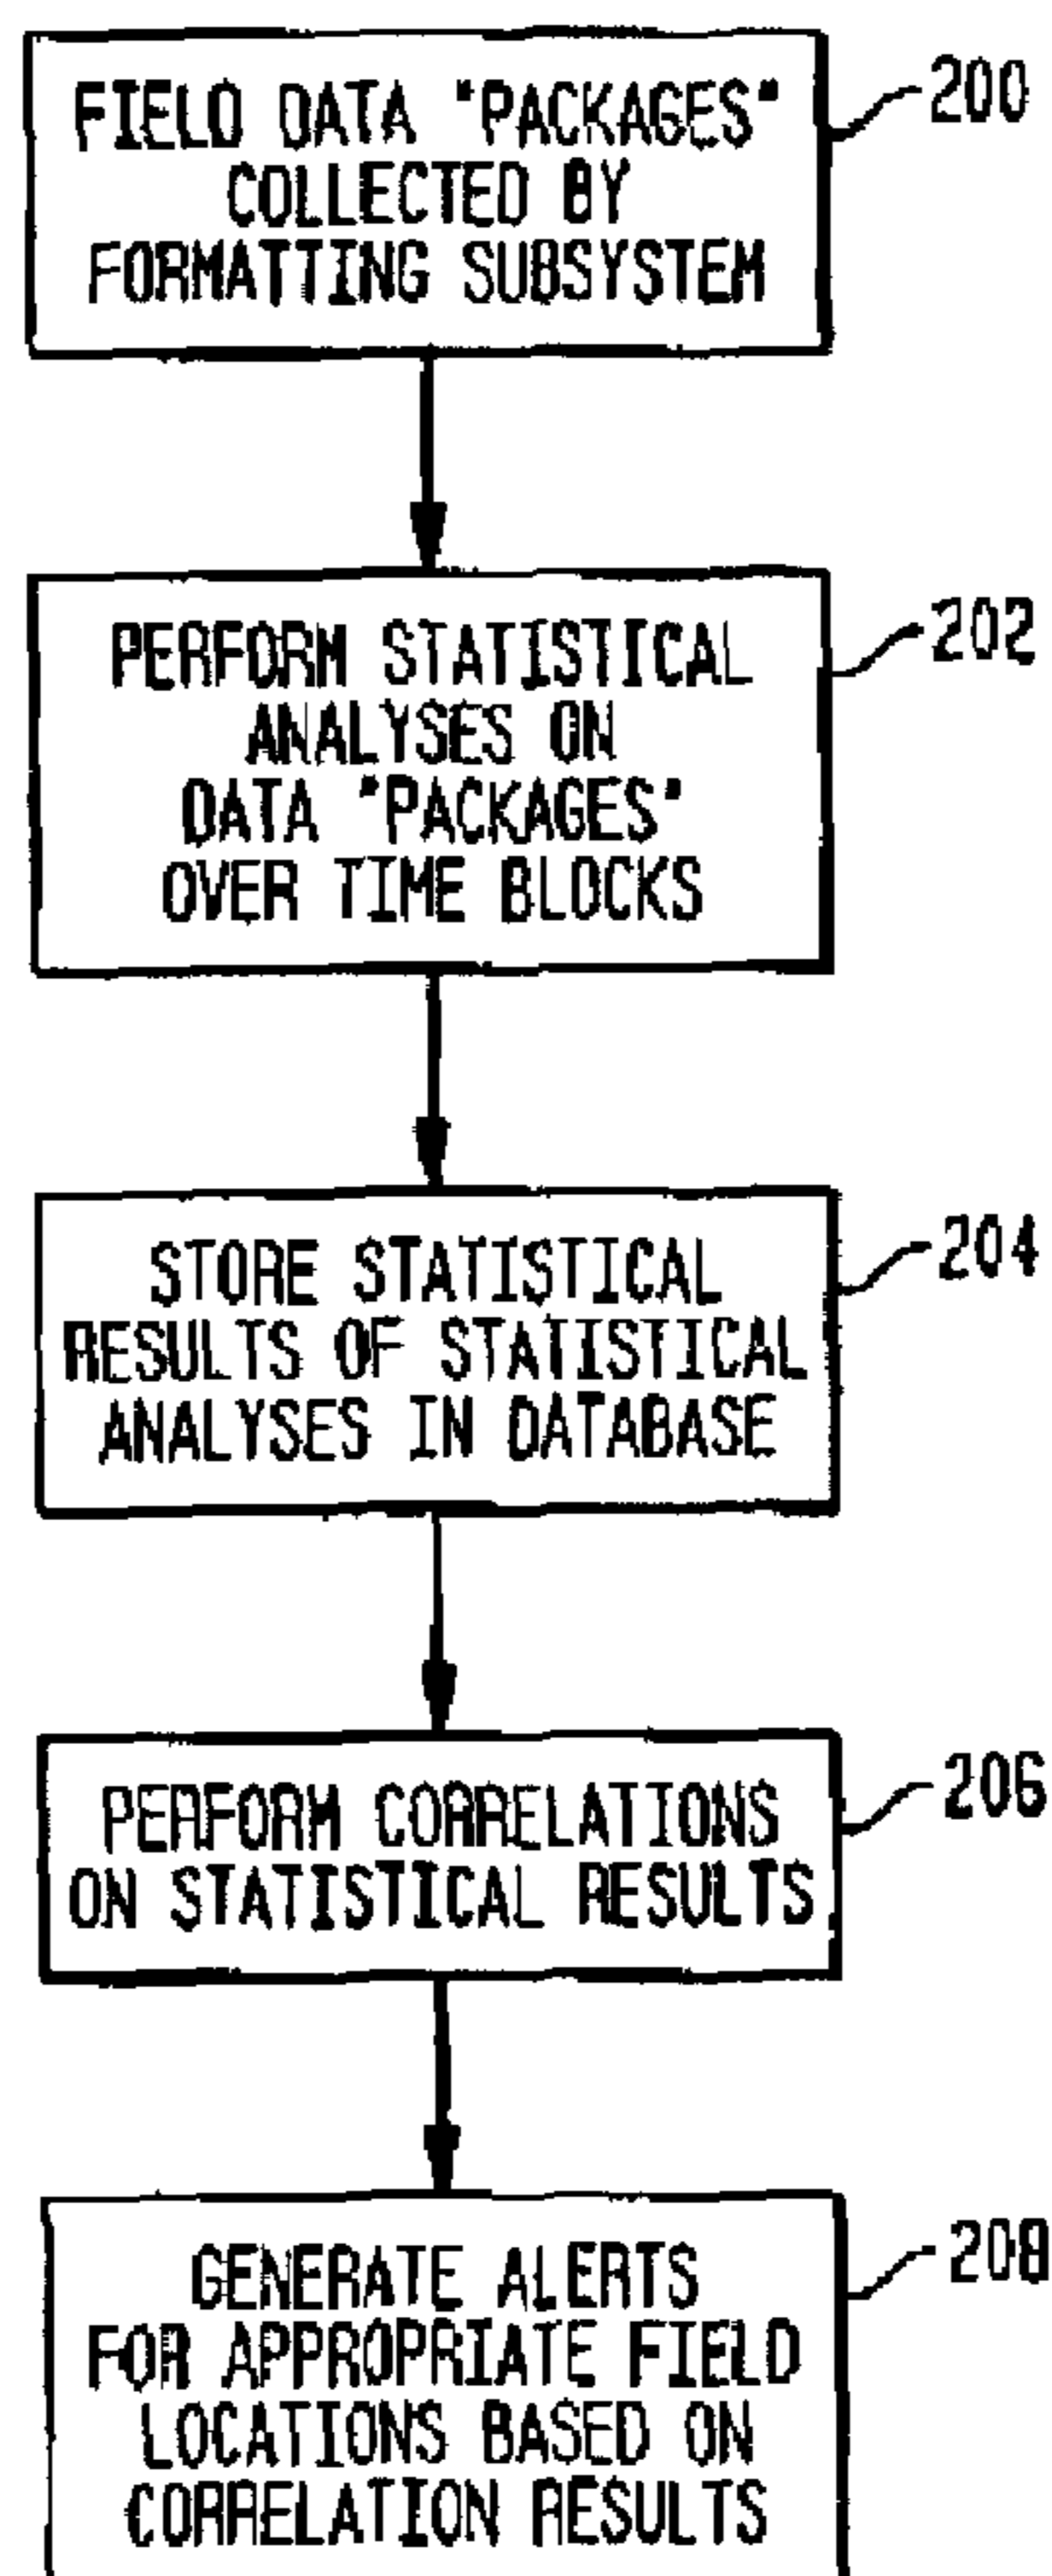 FIELD DATA "PACKAGES"
COLLECTED BY
FORMATTING SUBSYSTEM
200
PERFORM STATISTICAL
ANALYSES ON
DATA "PACKAGES"
OVER TIME BLOCKS
202
STORE STATISTICAL
RESULTS OF STATISTICAL
ANALYSES IN DATABASE
204
PERFORM CORRELATIONS
ON STATISTICAL RESULTS
206
GENERATE ALERTS
FOR APPROPRIATE FIELD
LOCATIONS BASED ON
CORRELATION RESULTS
208